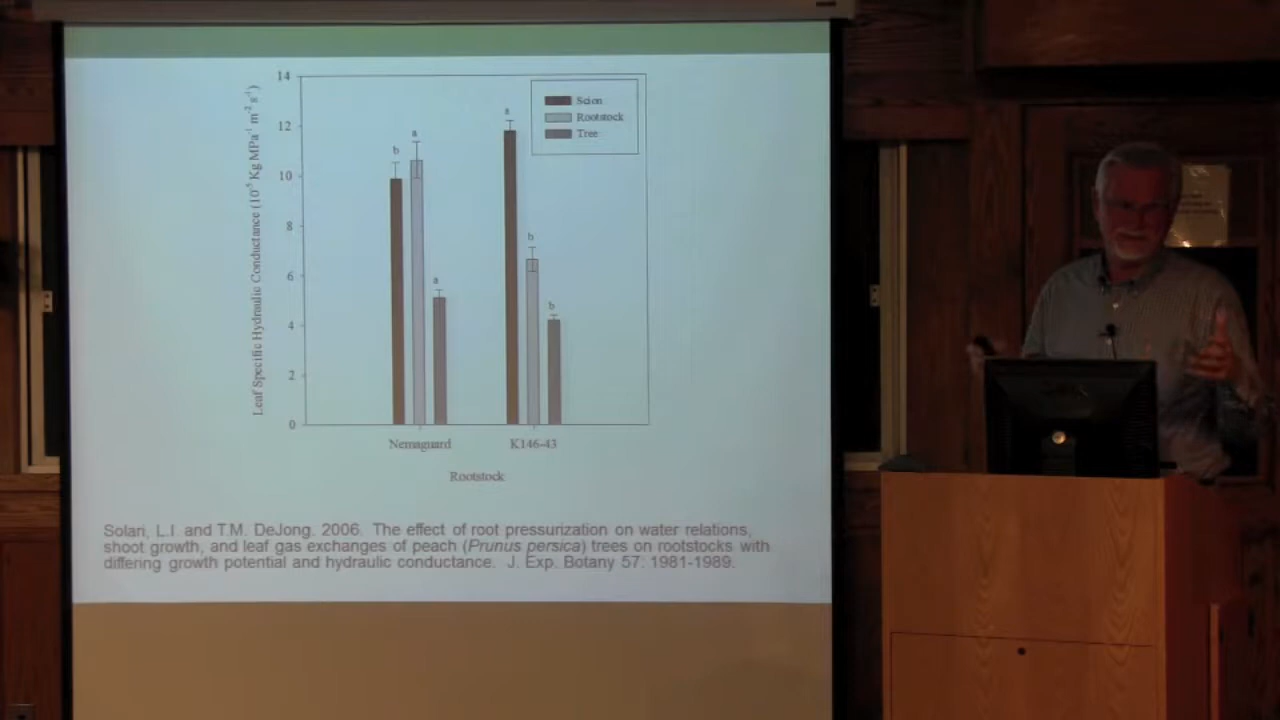 14
12
10
8
6
4
2
0
Leaf Specific Hydraulic Conductance (10⁻⁵ Kg MPa⁻¹ m⁻² s⁻¹)
b
a
a
a
b
b
Scion
Rootstock
Tree
Nemaguard
K146-43
Rootstock
Solari, L.I. and T.M. DeJong. 2006. The effect of root pressurization on water relations,
shoot growth, and leaf gas exchanges of peach (Prunus persica) trees on rootstocks with
differing growth potential and hydraulic conductance. J. Exp. Botany 57: 1981-1989.